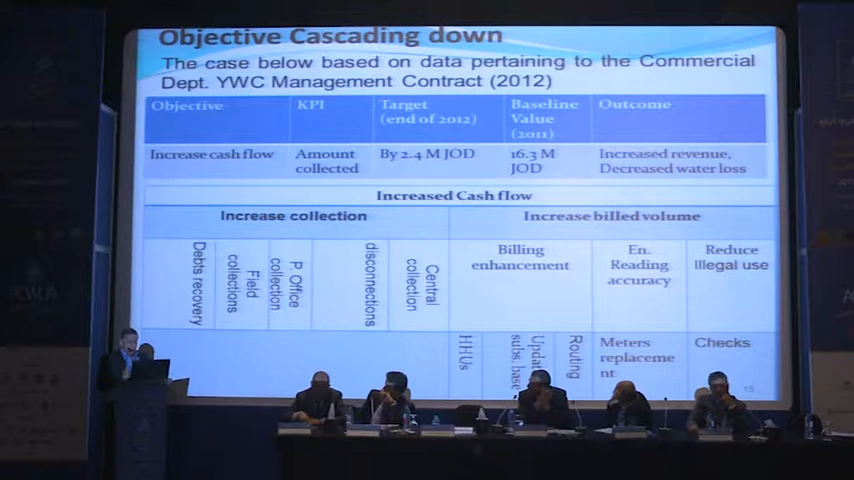 Objective Cascading down
The case below based on data pertaining to the Commercial
Dept. YWC Management Contract (2012)
Objective KPI Target (end of 2012) Baseline Value (2011) Outcome
Increase cash flow Amount collected By 2.4 M JOD 16.3 M JOD Increased revenue, Decreased water loss
Increased Cash flow
Increase collection Increase billed volume
Debts recovery
Field collections
P. Office collection
disconnections
Central collection
Billing enhancement
En. Reading accuracy
Reduce Illegal use
HHUs
subs. base
Routing
Meters replacement
Checks
15